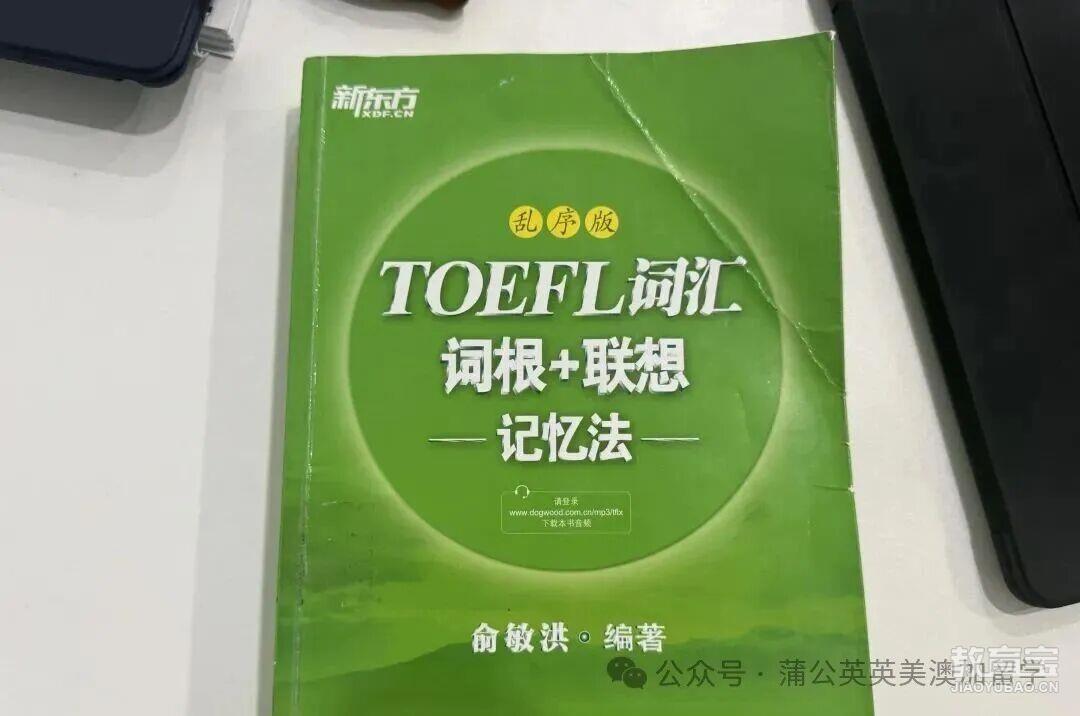 新东方
XDF.CN
乱序版
TOEFL词汇
词根+联想
记忆法
请登录
www.dogwood.com.cn/mp3/tflx
下载本书音频
俞敏洪·编著
公众号·蒲公英英美澳加留学
教育宝
JIAOYUBAO.CN